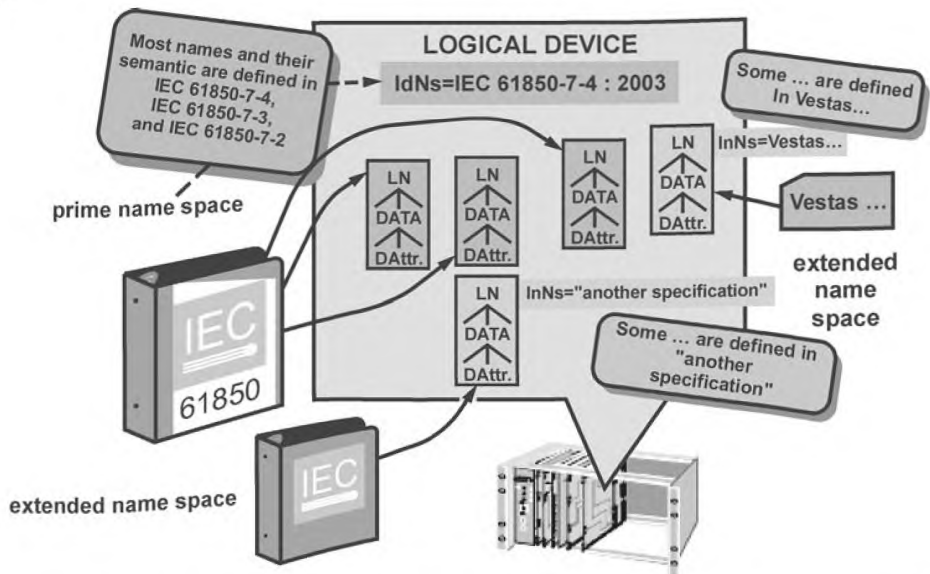 Most names and their
semantic are defined in
IEC 61850-7-4,
IEC 61850-7-3,
and IEC 61850-7-2
LOGICAL DEVICE
ldNs=IEC 61850-7-4 : 2003
Some ... are defined
In Vestas...
lnNs=Vestas...
prime name space
LN
DATA
DAttr.
LN
DATA
DAttr.
LN
DATA
DAttr.
LN
DATA
DAttr.
Vestas ...
extended
name
space
LN
DATA
DAttr.
lnNs="another specification"
Some ... are defined in
"another
specification"
IEC
61850
extended name space
IEC